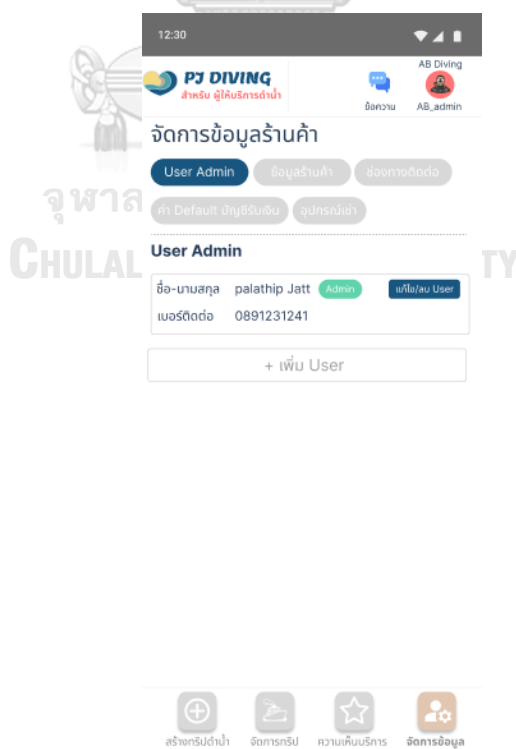 12:30
AB Diving
PJ DIVING
สำหรับ ผู้ให้บริการดำน้ำ
ข้อความ
AB_admin
จัดการข้อมูลร้านค้า
User Admin
ข้อมูลร้านค้า
ช่องทางติดต่อ
ค่า Default บัญชีรับเงิน
อุปกรณ์เช่า
จุฬาล
CHULAL
TY
User Admin
ชื่อ-นามสกุล palathip Jatt Admin แก้ไข/ลบ User
เบอร์ติดต่อ 0891231241
+ เพิ่ม User
สร้างทริปดำน้ำ
จัดการทริป
ความเห็นบริการ
จัดการข้อมูล